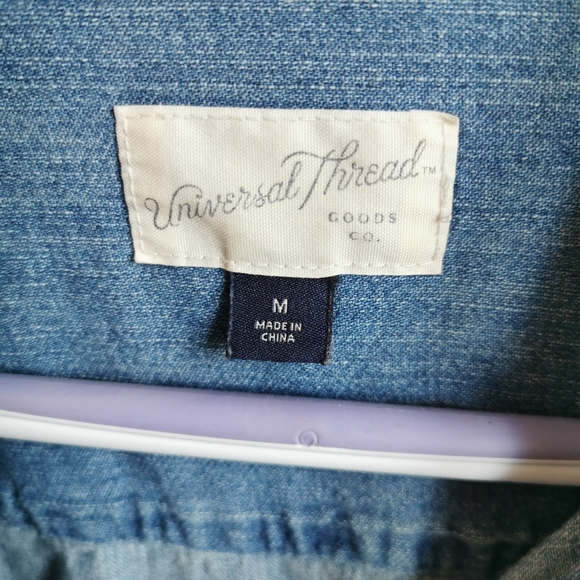 Universal Thread™
GOODS
CO.
M
MADE IN
CHINA